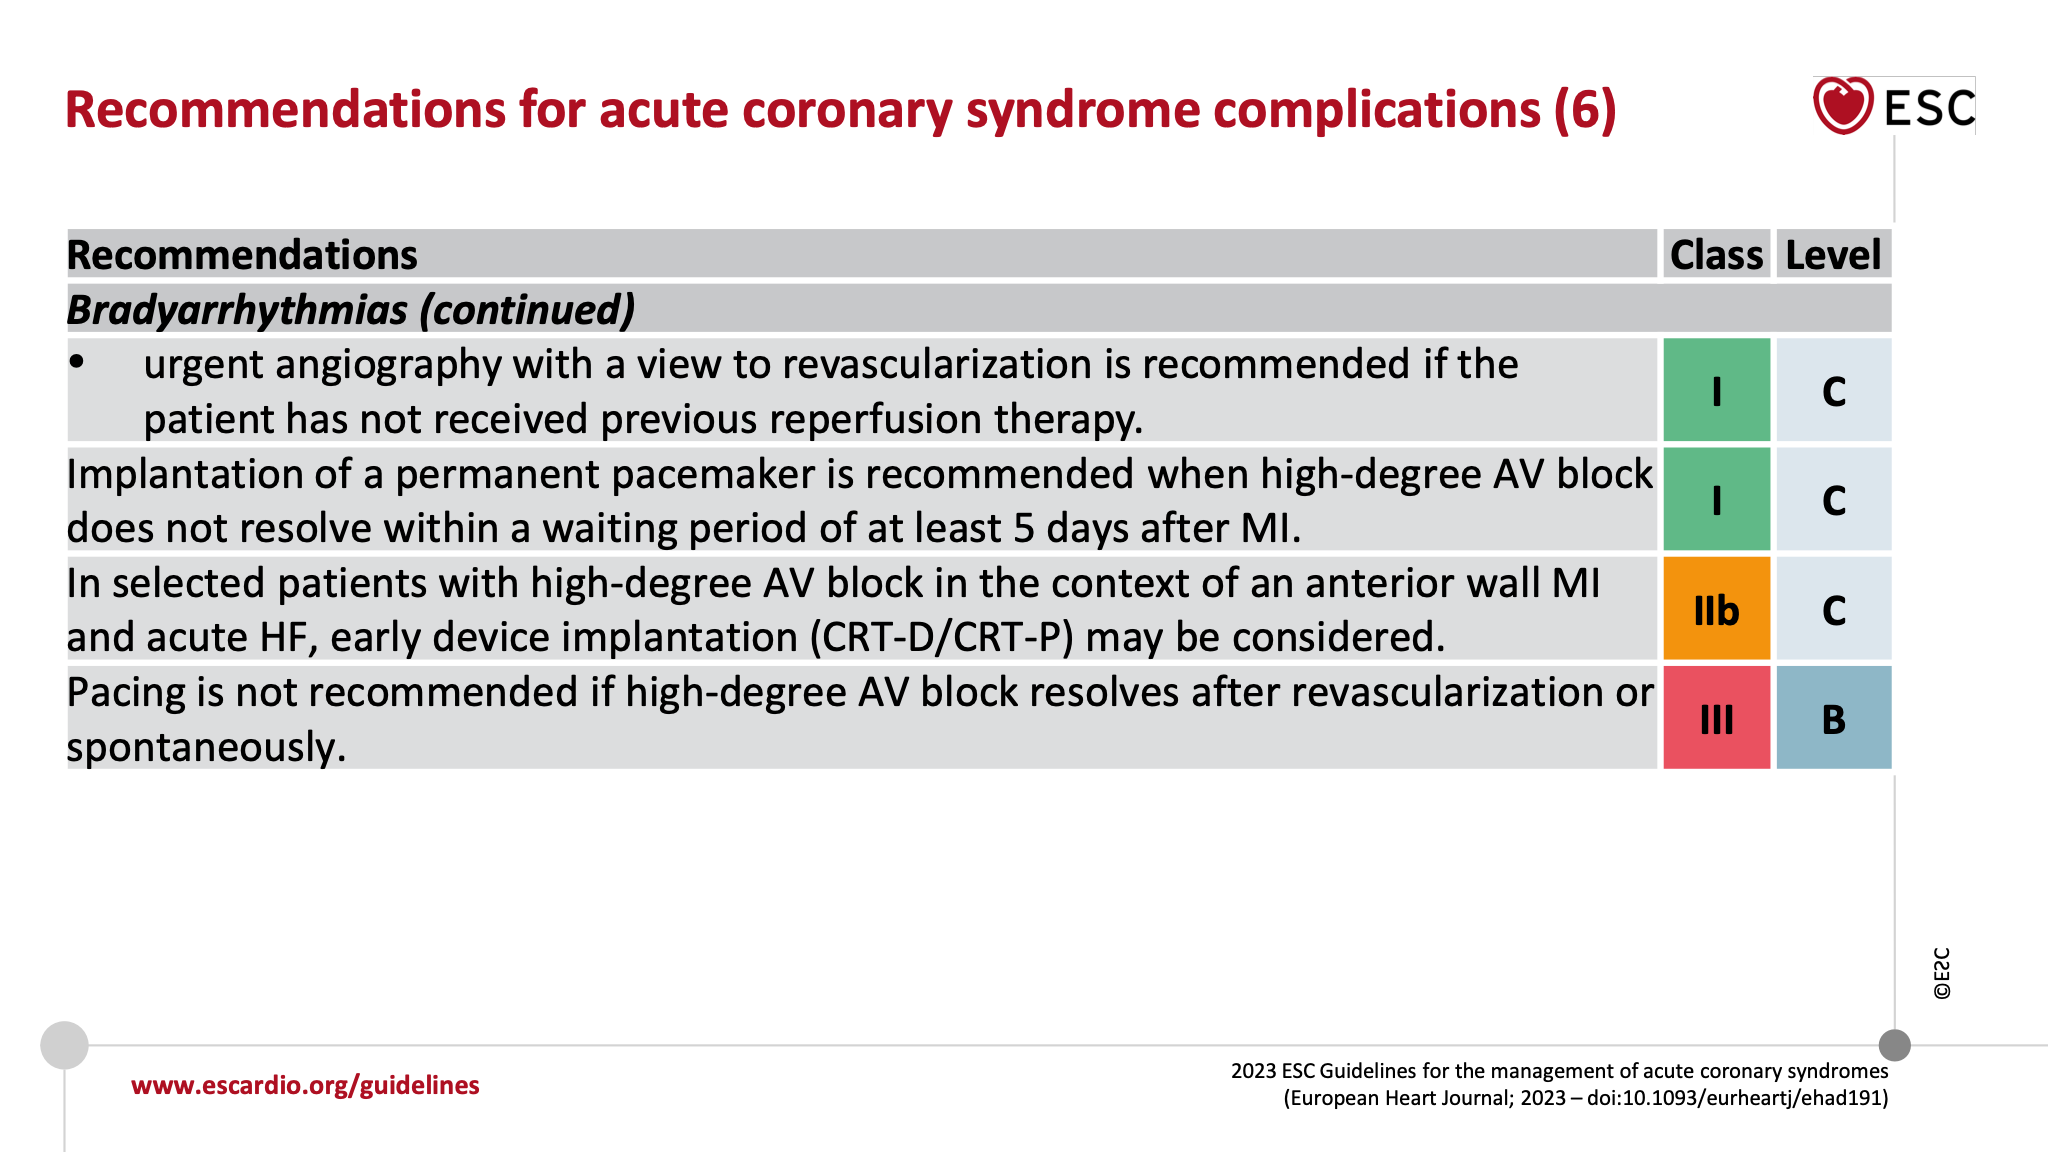 Recommendations for acute coronary syndrome complications (6)
ESC
Recommendations Class Level
Bradyarrhythmias (continued)
• urgent angiography with a view to revascularization is recommended if the
patient has not received previous reperfusion therapy.
I C
Implantation of a permanent pacemaker is recommended when high-degree AV block
does not resolve within a waiting period of at least 5 days after MI.
I C
In selected patients with high-degree AV block in the context of an anterior wall MI
and acute HF, early device implantation (CRT-D/CRT-P) may be considered.
IIb C
Pacing is not recommended if high-degree AV block resolves after revascularization or
spontaneously.
III B
©ESC
www.escardio.org/guidelines
2023 ESC Guidelines for the management of acute coronary syndromes
(European Heart Journal; 2023 – doi:10.1093/eurheartj/ehad191)